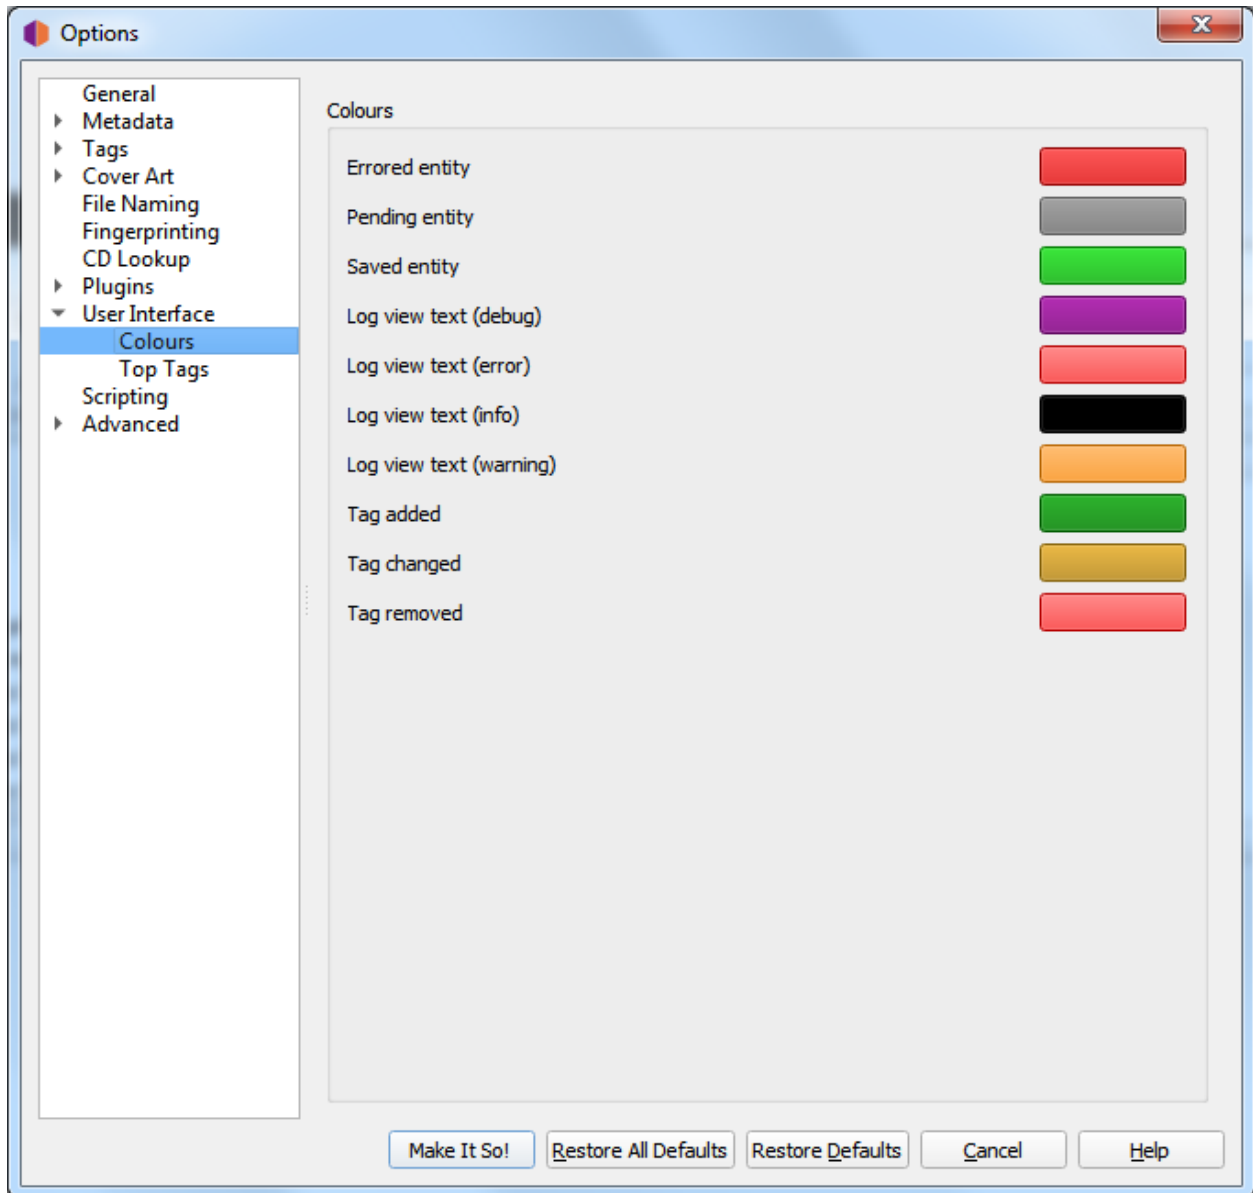 Options
General
Metadata
Tags
Cover Art
File Naming
Fingerprinting
CD Lookup
Plugins
User Interface
Colours
Top Tags
Scripting
Advanced
Colours
Errored entity
Pending entity
Saved entity
Log view text (debug)
Log view text (error)
Log view text (info)
Log view text (warning)
Tag added
Tag changed
Tag removed
Make It So!
Restore All Defaults
Restore Defaults
Cancel
Help